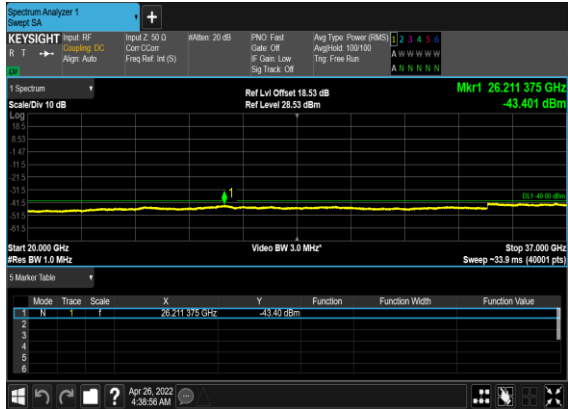 Spectrum Analyzer 1
Swept SA
+
KEYSIGHT Input: RF Input Z: 50 Ω #Atten: 20 dB PNO: Fast Avg Type: Power (RMS) 1 2 3 4 5 6
R T Coupling: DC Corr CCorr Gate: Off Avg|Hold: 100/100 A W W W W W
Align: Auto Freq Ref: Int (S) IF Gain: Low Trig: Free Run
LU Sig Track: Off A N N N N N
1 Spectrum Ref Lvl Offset 18.53 dB Mkr1 26.211 375 GHz
Scale/Div 10 dB Ref Level 28.53 dBm -43.401 dBm
Log
18.5
8.53
-1.47
-11.5
-21.5
-31.5
1
DL1 -40.00 dBm
-41.5
-51.5
-61.5
Start 20.000 GHz Video BW 3.0 MHz* Stop 37.000 GHz
#Res BW 1.0 MHz Sweep ~33.9 ms (40001 pts)
5 Marker Table
Mode Trace Scale X Y Function Function Width Function Value
1 N 1 f 26.211 375 GHz -43.40 dBm
2
3
4
5
6
? Apr 26, 2022
4:38:56 AM